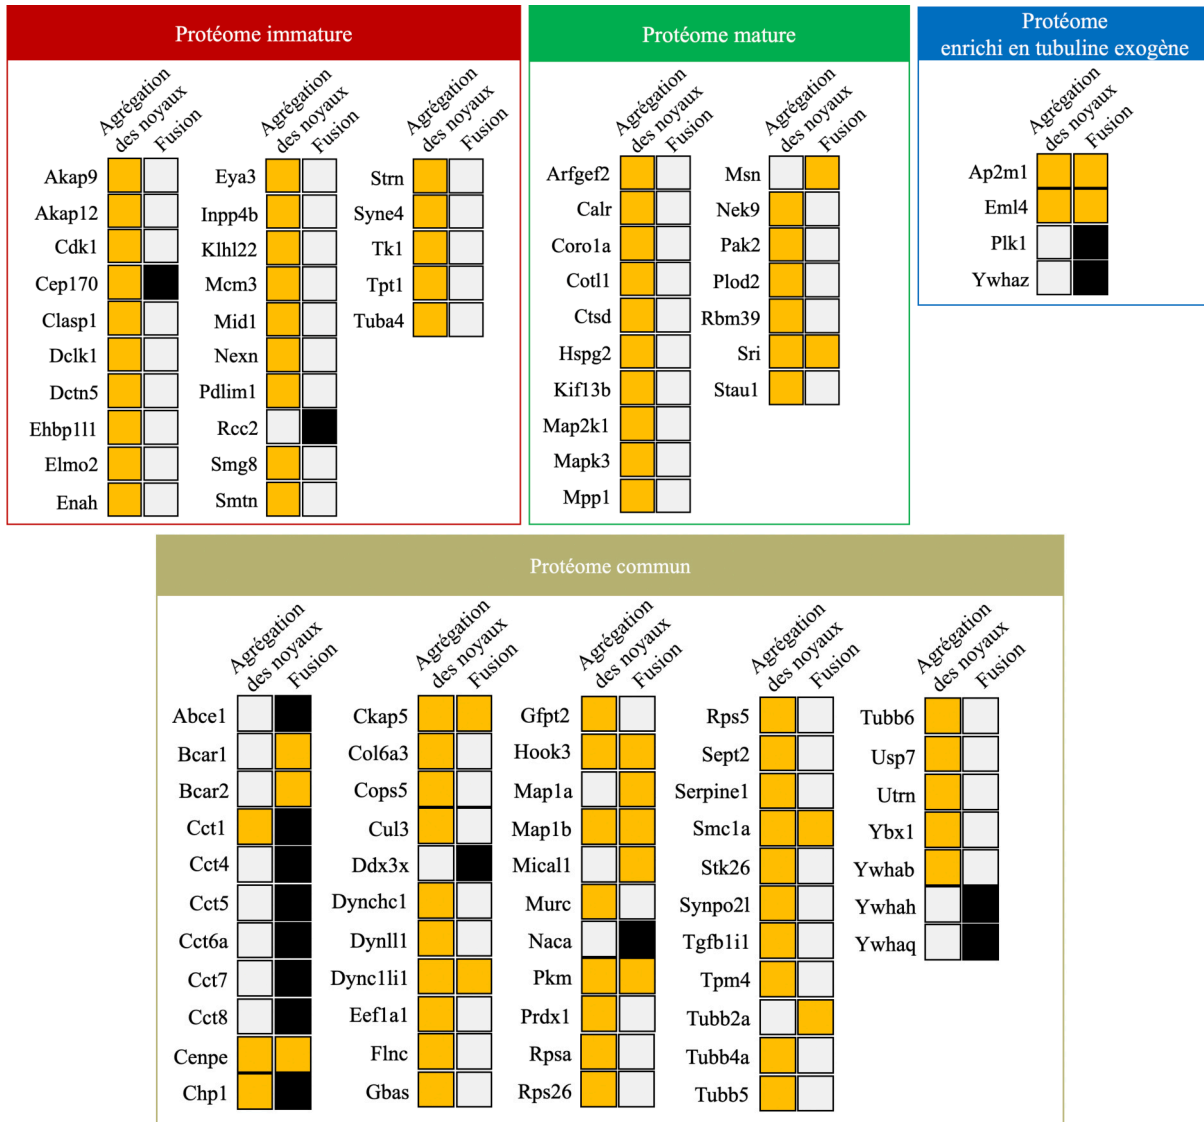 Protéome immature
Agrégation
des noyaux
Fusion
Agrégation
des noyaux
Fusion
Agrégation
des noyaux
Fusion
Akap9
Akap12
Cdk1
Cep170
Clasp1
Dclk1
Dctn5
Ehbp1l1
Elmo2
Enah
Eya3
Inpp4b
Klhl22
Mcm3
Mid1
Nexn
Pdlim1
Rcc2
Smg8
Smtn
Strn
Syne4
Tk1
Tpt1
Tuba4
Protéome mature
Agrégation
des noyaux
Fusion
Agrégation
des noyaux
Fusion
Arfgef2
Calr
Coro1a
Cotl1
Ctsd
Hspg2
Kif13b
Map2k1
Mapk3
Mpp1
Msn
Nek9
Pak2
Plod2
Rbm39
Sri
Stau1
Protéome
enrichi en tubuline exogène
Agrégation
des noyaux
Fusion
Ap2m1
Eml4
Plk1
Ywhaz
Protéome commun
Agrégation
des noyaux
Fusion
Agrégation
des noyaux
Fusion
Agrégation
des noyaux
Fusion
Agrégation
des noyaux
Fusion
Agrégation
des noyaux
Fusion
Abce1
Bcar1
Bcar2
Cct1
Cct4
Cct5
Cct6a
Cct7
Cct8
Cenpe
Chp1
Ckap5
Col6a3
Cops5
Cul3
Ddx3x
Dynchc1
Dynll1
Dync1li1
Eef1a1
Flnc
Gbas
Gfpt2
Hook3
Map1a
Map1b
Mical1
Murc
Naca
Pkm
Prdx1
Rpsa
Rps26
Rps5
Sept2
Serpine1
Smc1a
Stk26
Synpo2l
Tgfb1i1
Tpm4
Tubb2a
Tubb4a
Tubb5
Tubb6
Usp7
Utrn
Ybx1
Ywhab
Ywhah
Ywhaq